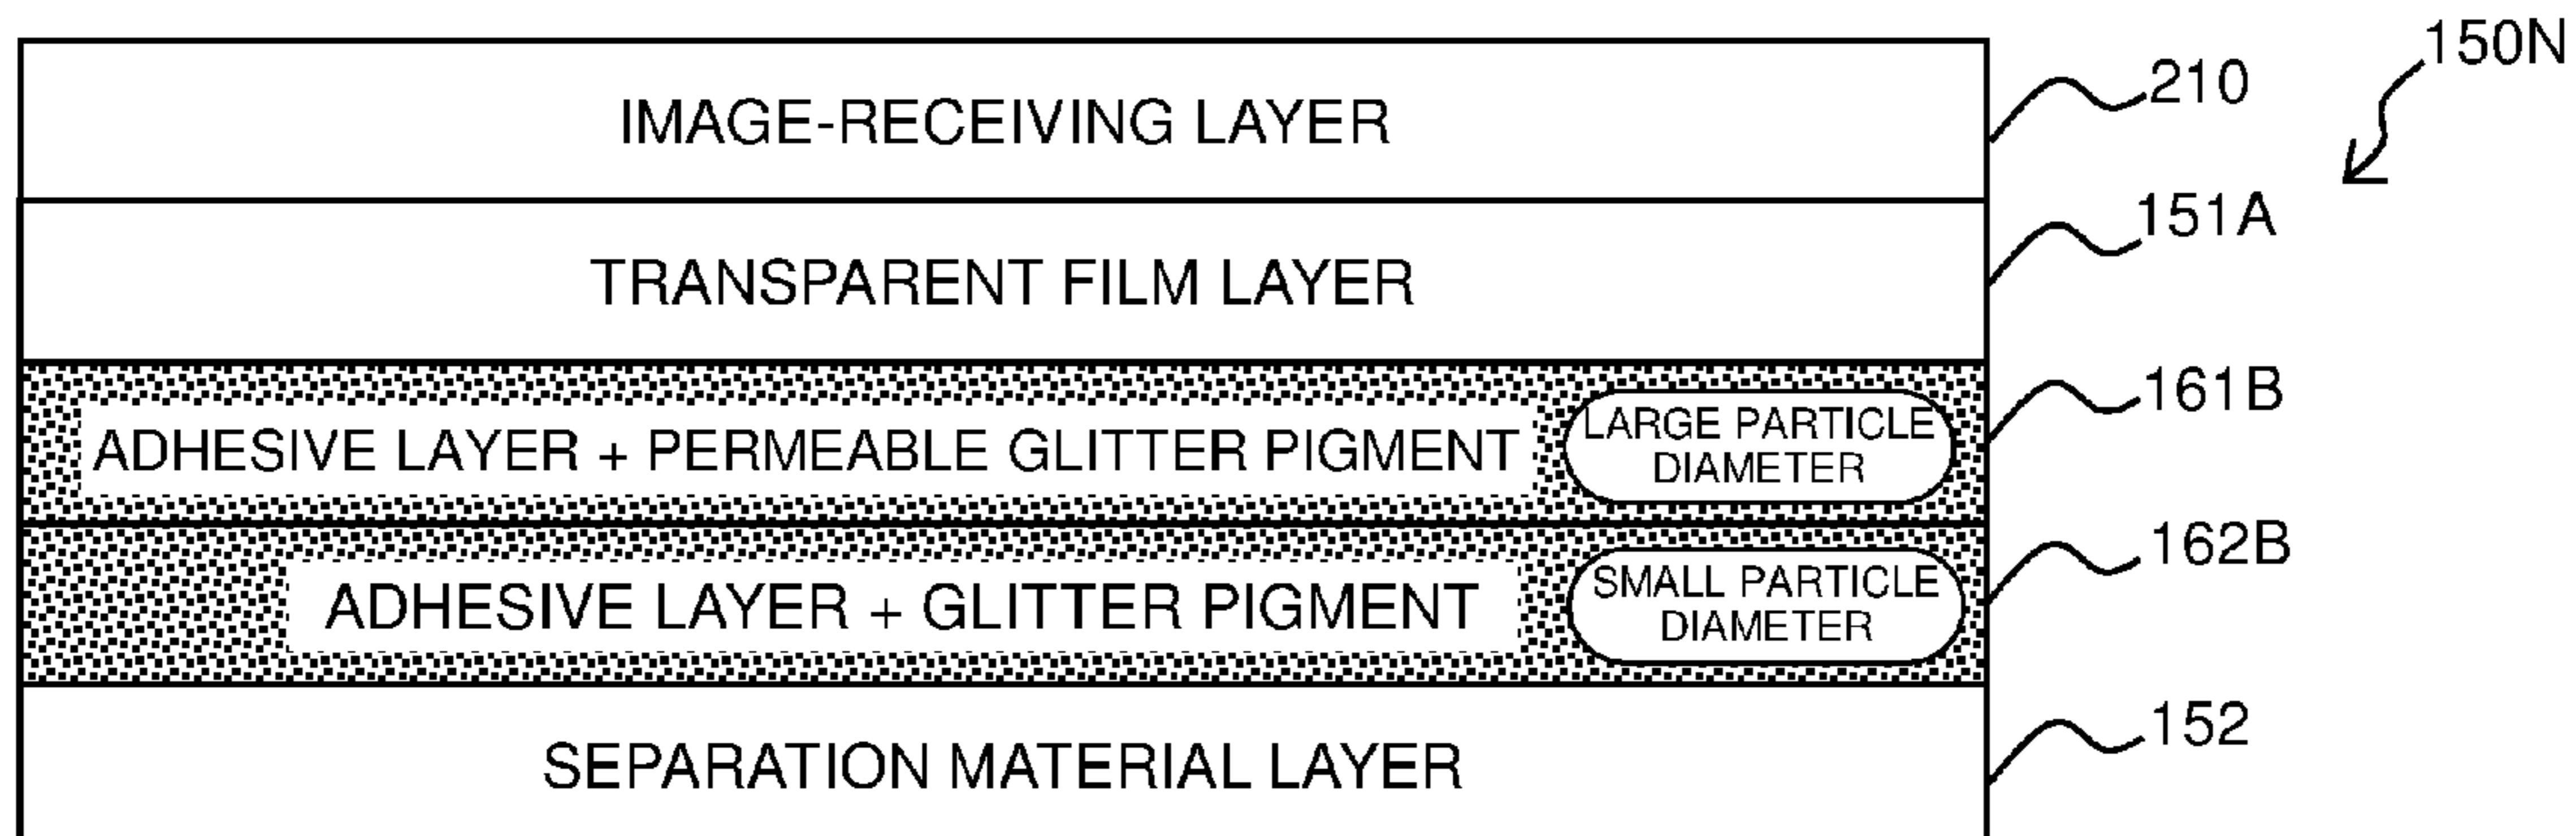 150N
IMAGE-RECEIVING LAYER
210
TRANSPARENT FILM LAYER
151A
ADHESIVE LAYER + PERMEABLE GLITTER PIGMENT
LARGE PARTICLE
DIAMETER
161B
ADHESIVE LAYER + GLITTER PIGMENT
SMALL PARTICLE
DIAMETER
162B
SEPARATION MATERIAL LAYER
152